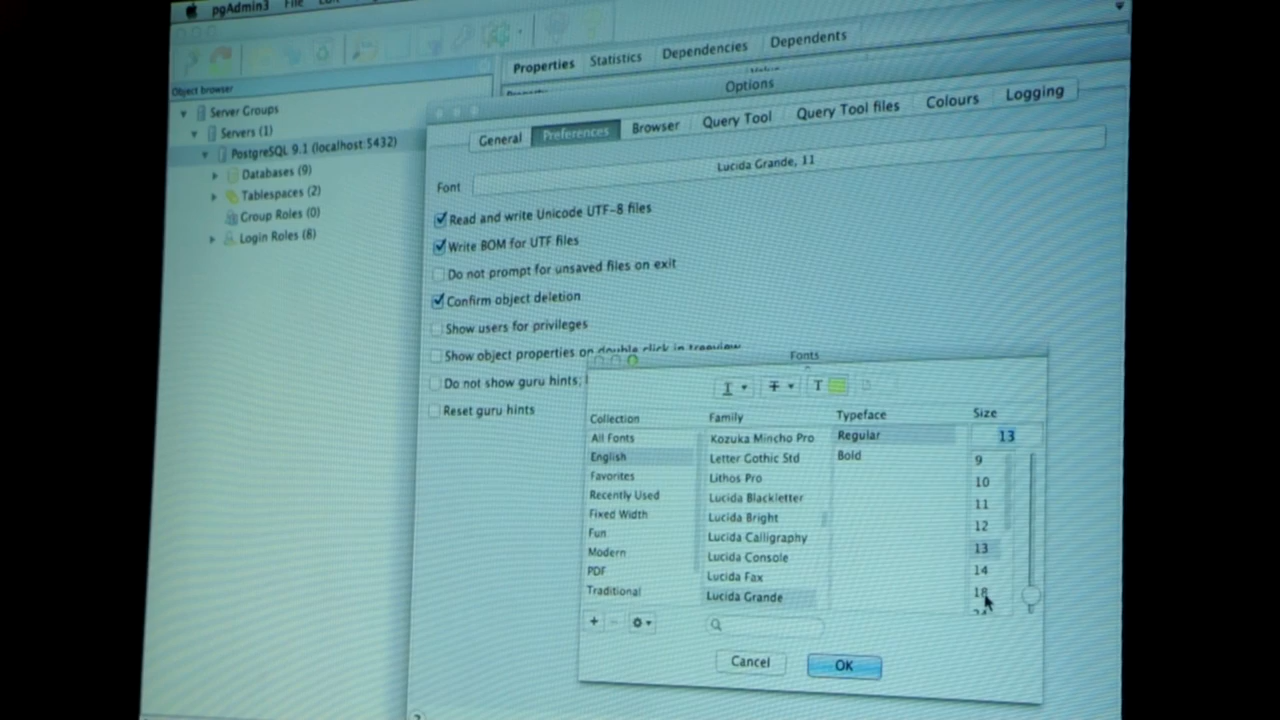 pgAdmin3 File
Properties Statistics Dependencies Dependents
Object browser
Server Groups
Servers (1)
PostgreSQL 9.1 (localhost:5432)
Databases (9)
Tablespaces (2)
Group Roles (0)
Login Roles (8)
Options
General Preferences Browser Query Tool Query Tool files Colours Logging
Font Lucida Grande, 11
Read and write Unicode UTF-8 files
Write BOM for UTF files
Do not prompt for unsaved files on exit
Confirm object deletion
Show users for privileges
Show object properties on double click in treeview
Do not show guru hints;
Reset guru hints
Fonts
Collection Family Typeface Size
All Fonts Kozuka Mincho Pro Regular 13
English Letter Gothic Std Bold 9
Favorites Lithos Pro 10
Recently Used Lucida Blackletter 11
Fixed Width Lucida Bright 12
Fun Lucida Calligraphy 13
Modern Lucida Console 14
PDF Lucida Fax 18
Traditional Lucida Grande
Cancel OK